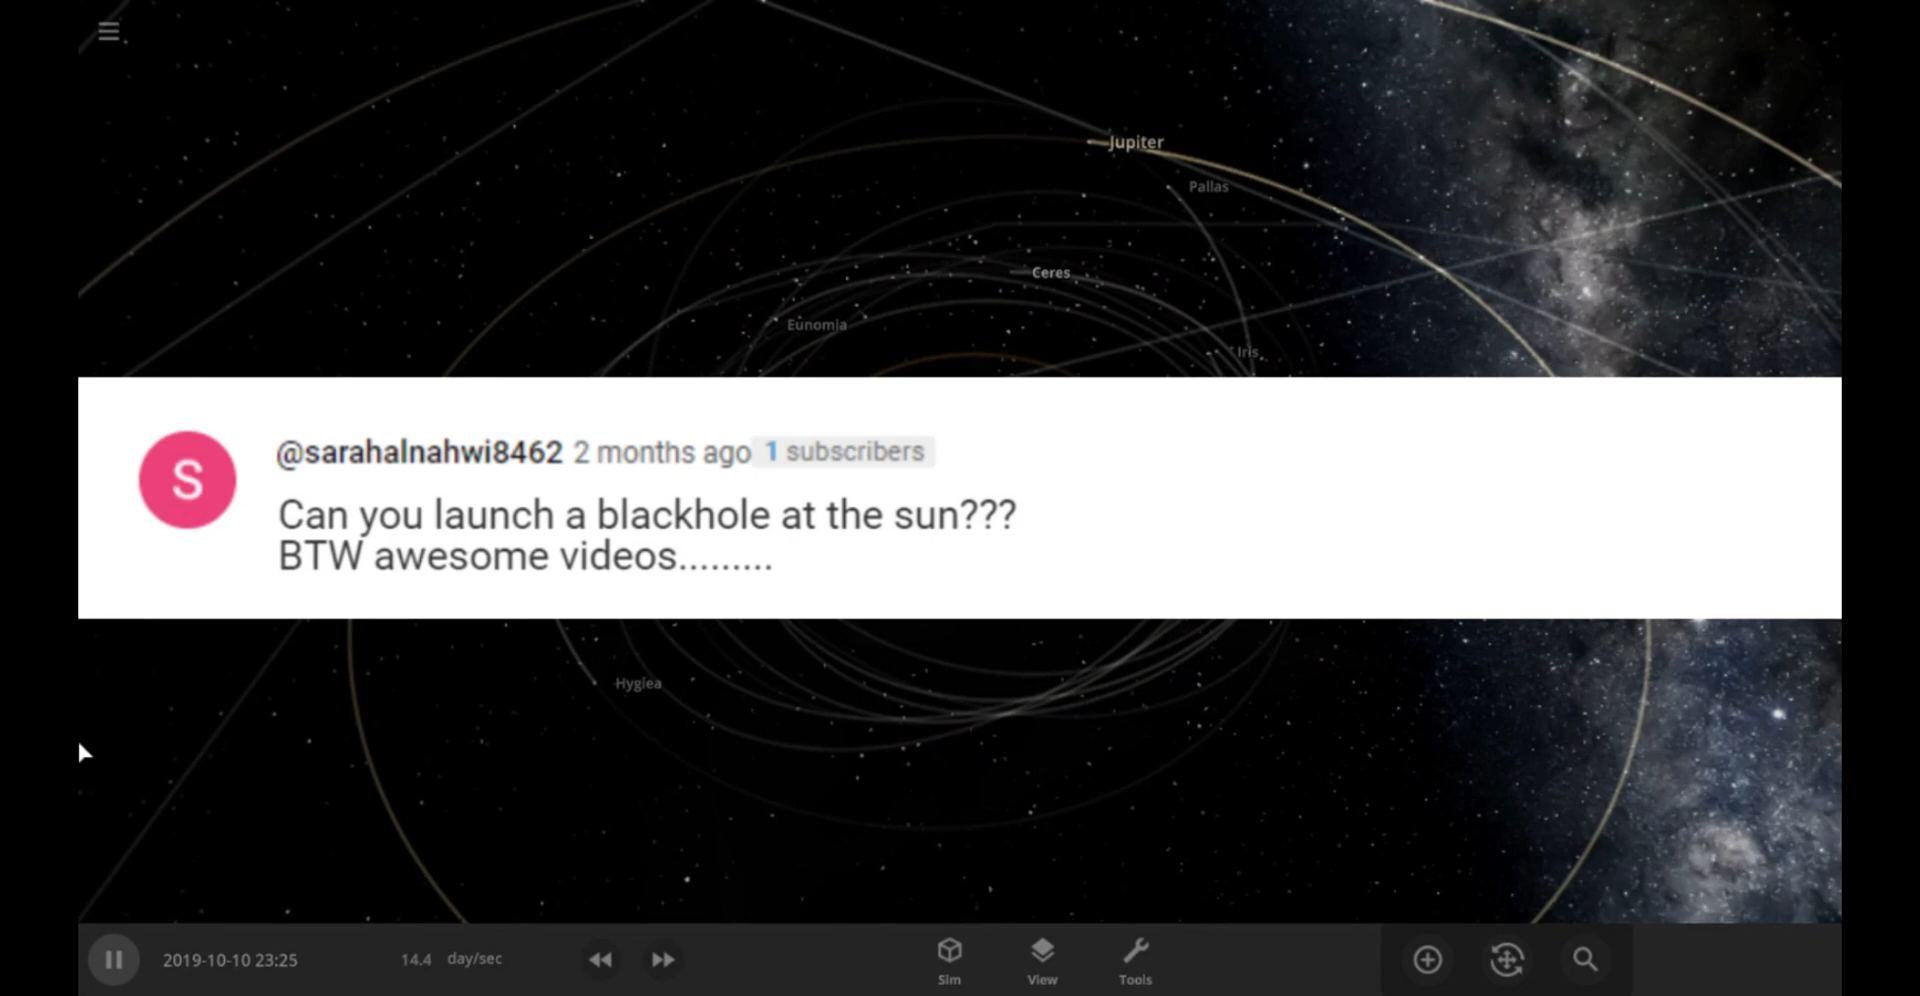 Jupiter
Pallas
Ceres
Eunomia
Iris
S
@sarahalnahwi8462 2 months ago 1 subscribers
Can you launch a blackhole at the sun???
BTW awesome videos.........
Hygiea
2019-10-10 23:25 14.4 day/sec
Sim View Tools